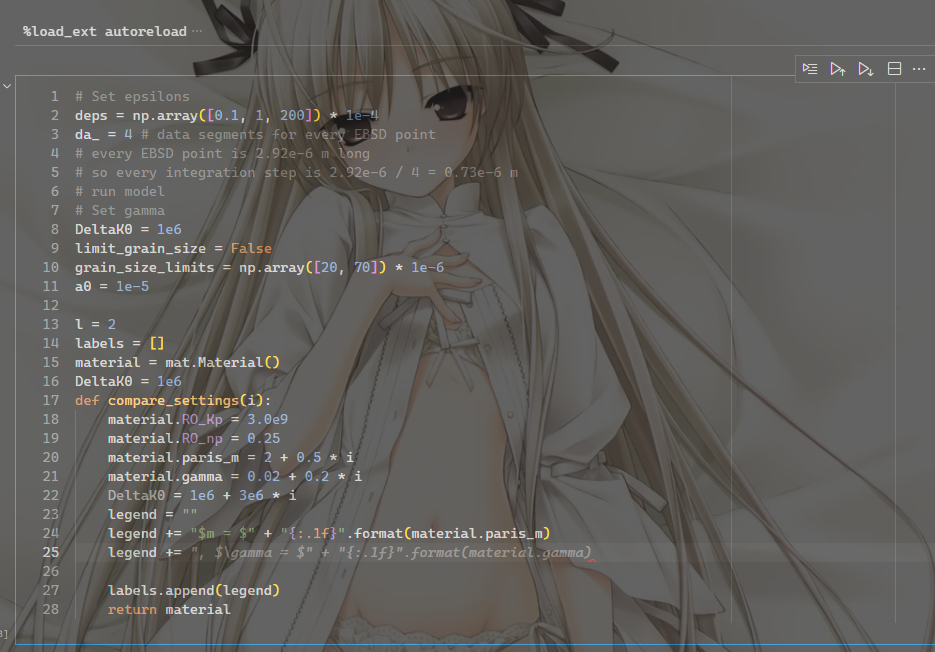 %load_ext autoreload ···
1 # Set epsilons
2 deps = np.array([0.1, 1, 200]) * 1e-4
3 da_ = 4 # data segments for every EBSD point
4 # every EBSD point is 2.92e-6 m long
5 # so every integration step is 2.92e-6 / 4 = 0.73e-6 m
6 # run model
7 # Set gamma
8 DeltaK0 = 1e6
9 limit_grain_size = False
10 grain_size_limits = np.array([20, 70]) * 1e-6
11 a0 = 1e-5
12
13 l = 2
14 labels = []
15 material = mat.Material()
16 DeltaK0 = 1e6
17 def compare_settings(i):
18     material.RO_Kp = 3.0e9
19     material.RO_np = 0.25
20     material.paris_m = 2 + 0.5 * i
21     material.gamma = 0.02 + 0.2 * i
22     DeltaK0 = 1e6 + 3e6 * i
23     legend = ""
24     legend += "$m = $" + "{:.1f}".format(material.paris_m)
25     legend += ", $\gamma = $" + "{:.1f}".format(material.gamma)
26
27     labels.append(legend)
28     return material